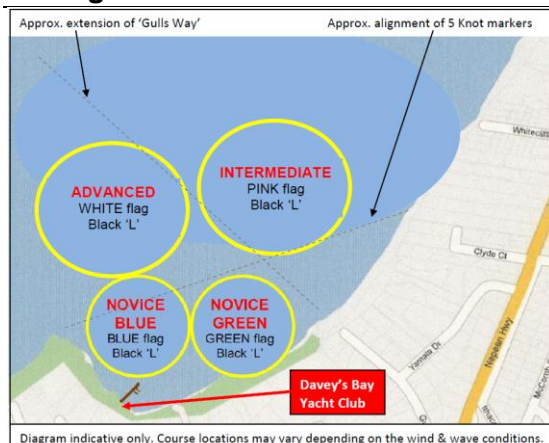 Approx. extension of 'Gulls Way'
Approx. alignment of 5 Knot markers
ADVANCED
WHITE flag
Black 'L'
INTERMEDIATE
PINK flag
Black 'L'
NOVICE
BLUE
BLUE flag
Black 'L'
NOVICE
GREEN
GREEN flag
Black 'L'
Davey's Bay
Yacht Club
Clyde Ct
Yamala Dr
Nepean Hwy
Diagram indicative only. Course locations may vary depending on the wind & wave conditions.